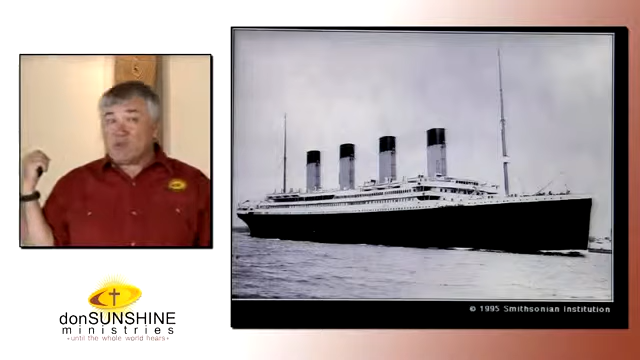 © 1995 Smithsonian Institution
donSUNSHINE
ministries
-until the whole world hears-